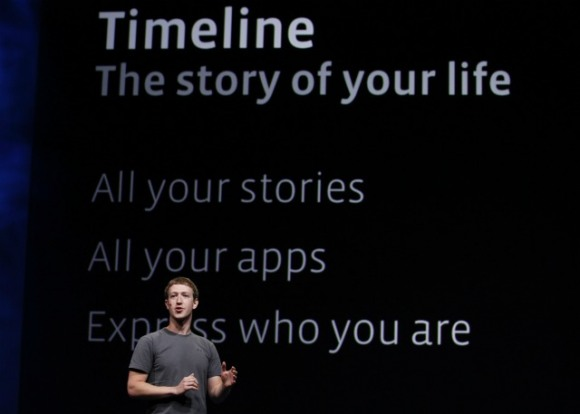 Timeline
The story of your life
All your stories
All your apps
Express who you are